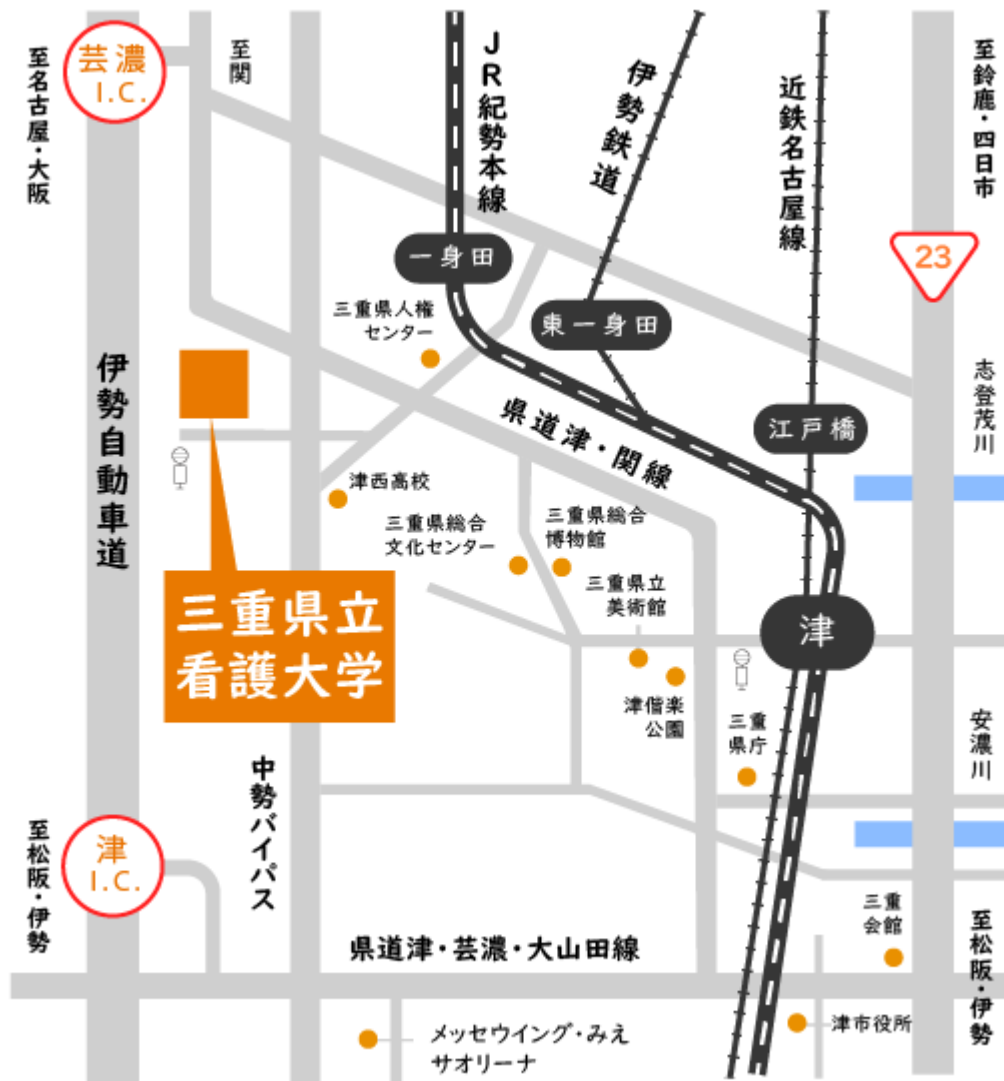 芸濃
I.C.
至名古屋・大阪
至関
JR紀勢本線
伊勢鉄道
近鉄名古屋線
至鈴鹿・四日市
23
一身田
東一身田
三重県人権
センター
伊勢自動車道
県道津・関線
江戸橋
志登茂川
津西高校
三重県総合
文化センター
三重県総合
博物館
三重県立
美術館
津
三重県立
看護大学
津偕楽
公園
三重
県庁
安濃川
中勢バイパス
津
I.C.
至松阪・伊勢
三重
会館
至松阪・伊勢
県道津・芸濃・大山田線
メッセウイング・みえ
サオリーナ
津市役所